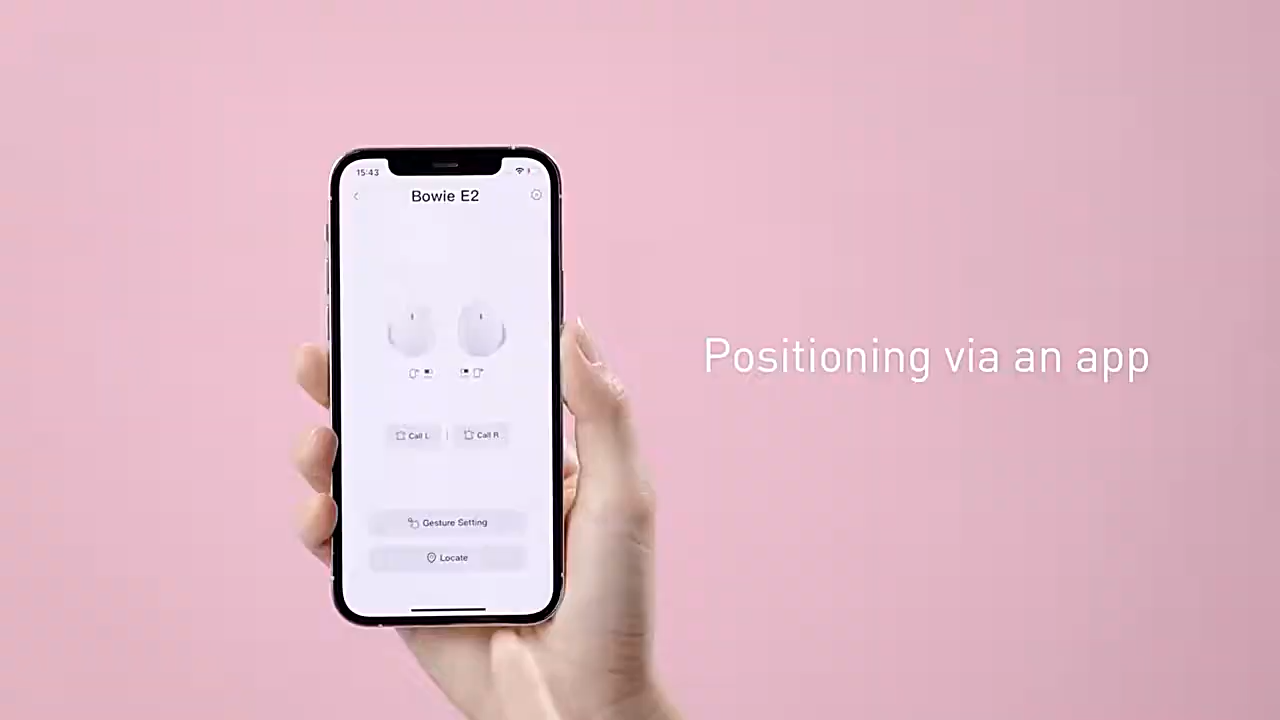 15:43
Bowie E2
Call L
Call R
Gesture Setting
Locate
Positioning via an app